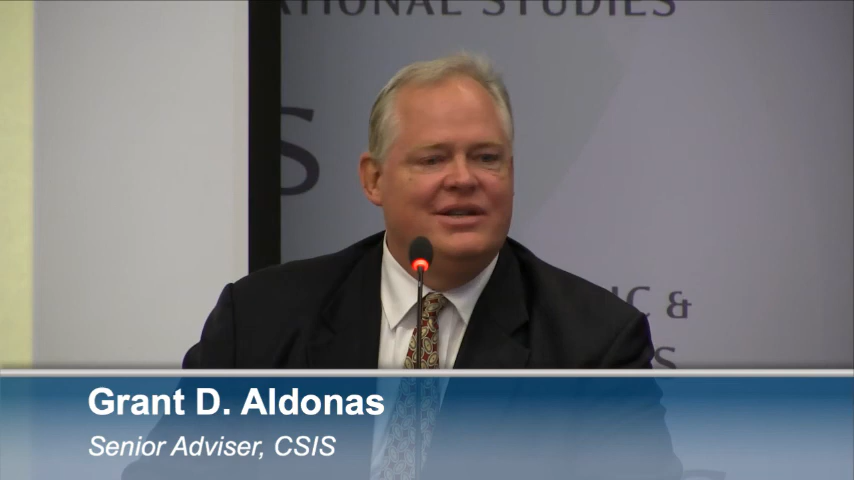 ATIONAL STUDIES
S
IC &
S
Grant D. Aldonas
Senior Adviser, CSIS